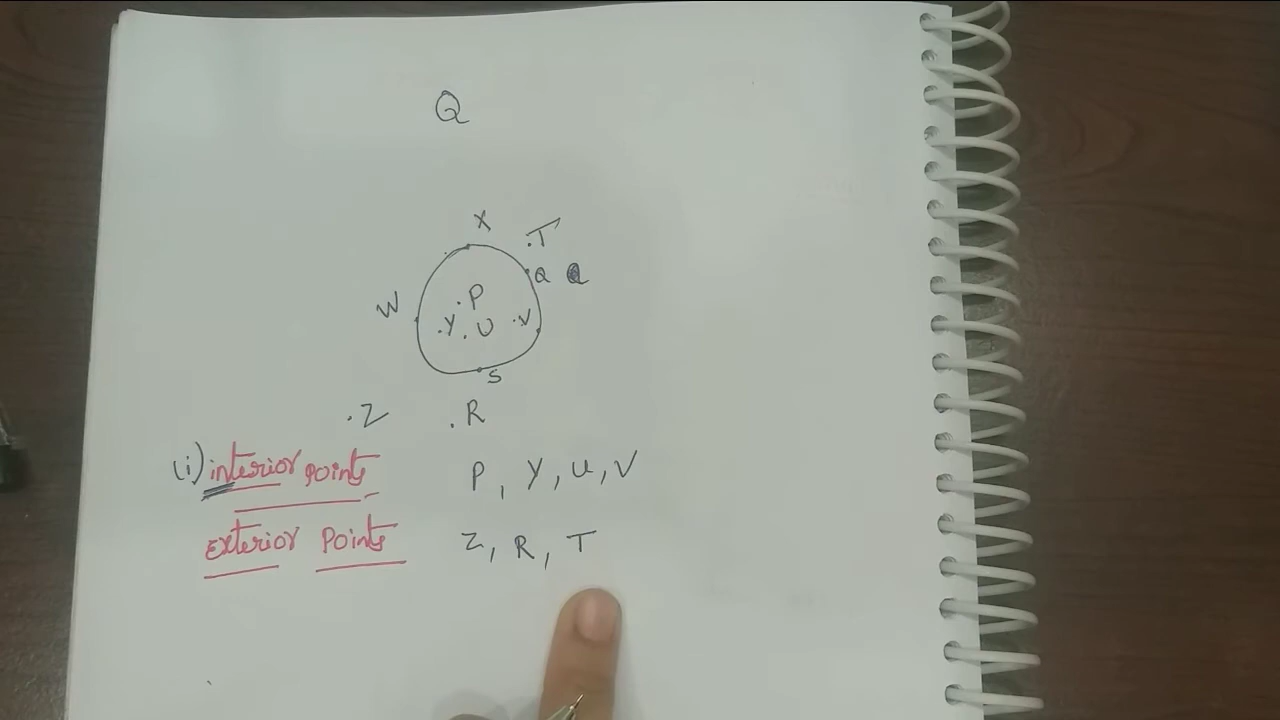 Q
X
.T
Q
W
.P
.Y .U .V
S
.Z .R
(i) interior points P, Y, U, V
Exterior Points Z, R, T